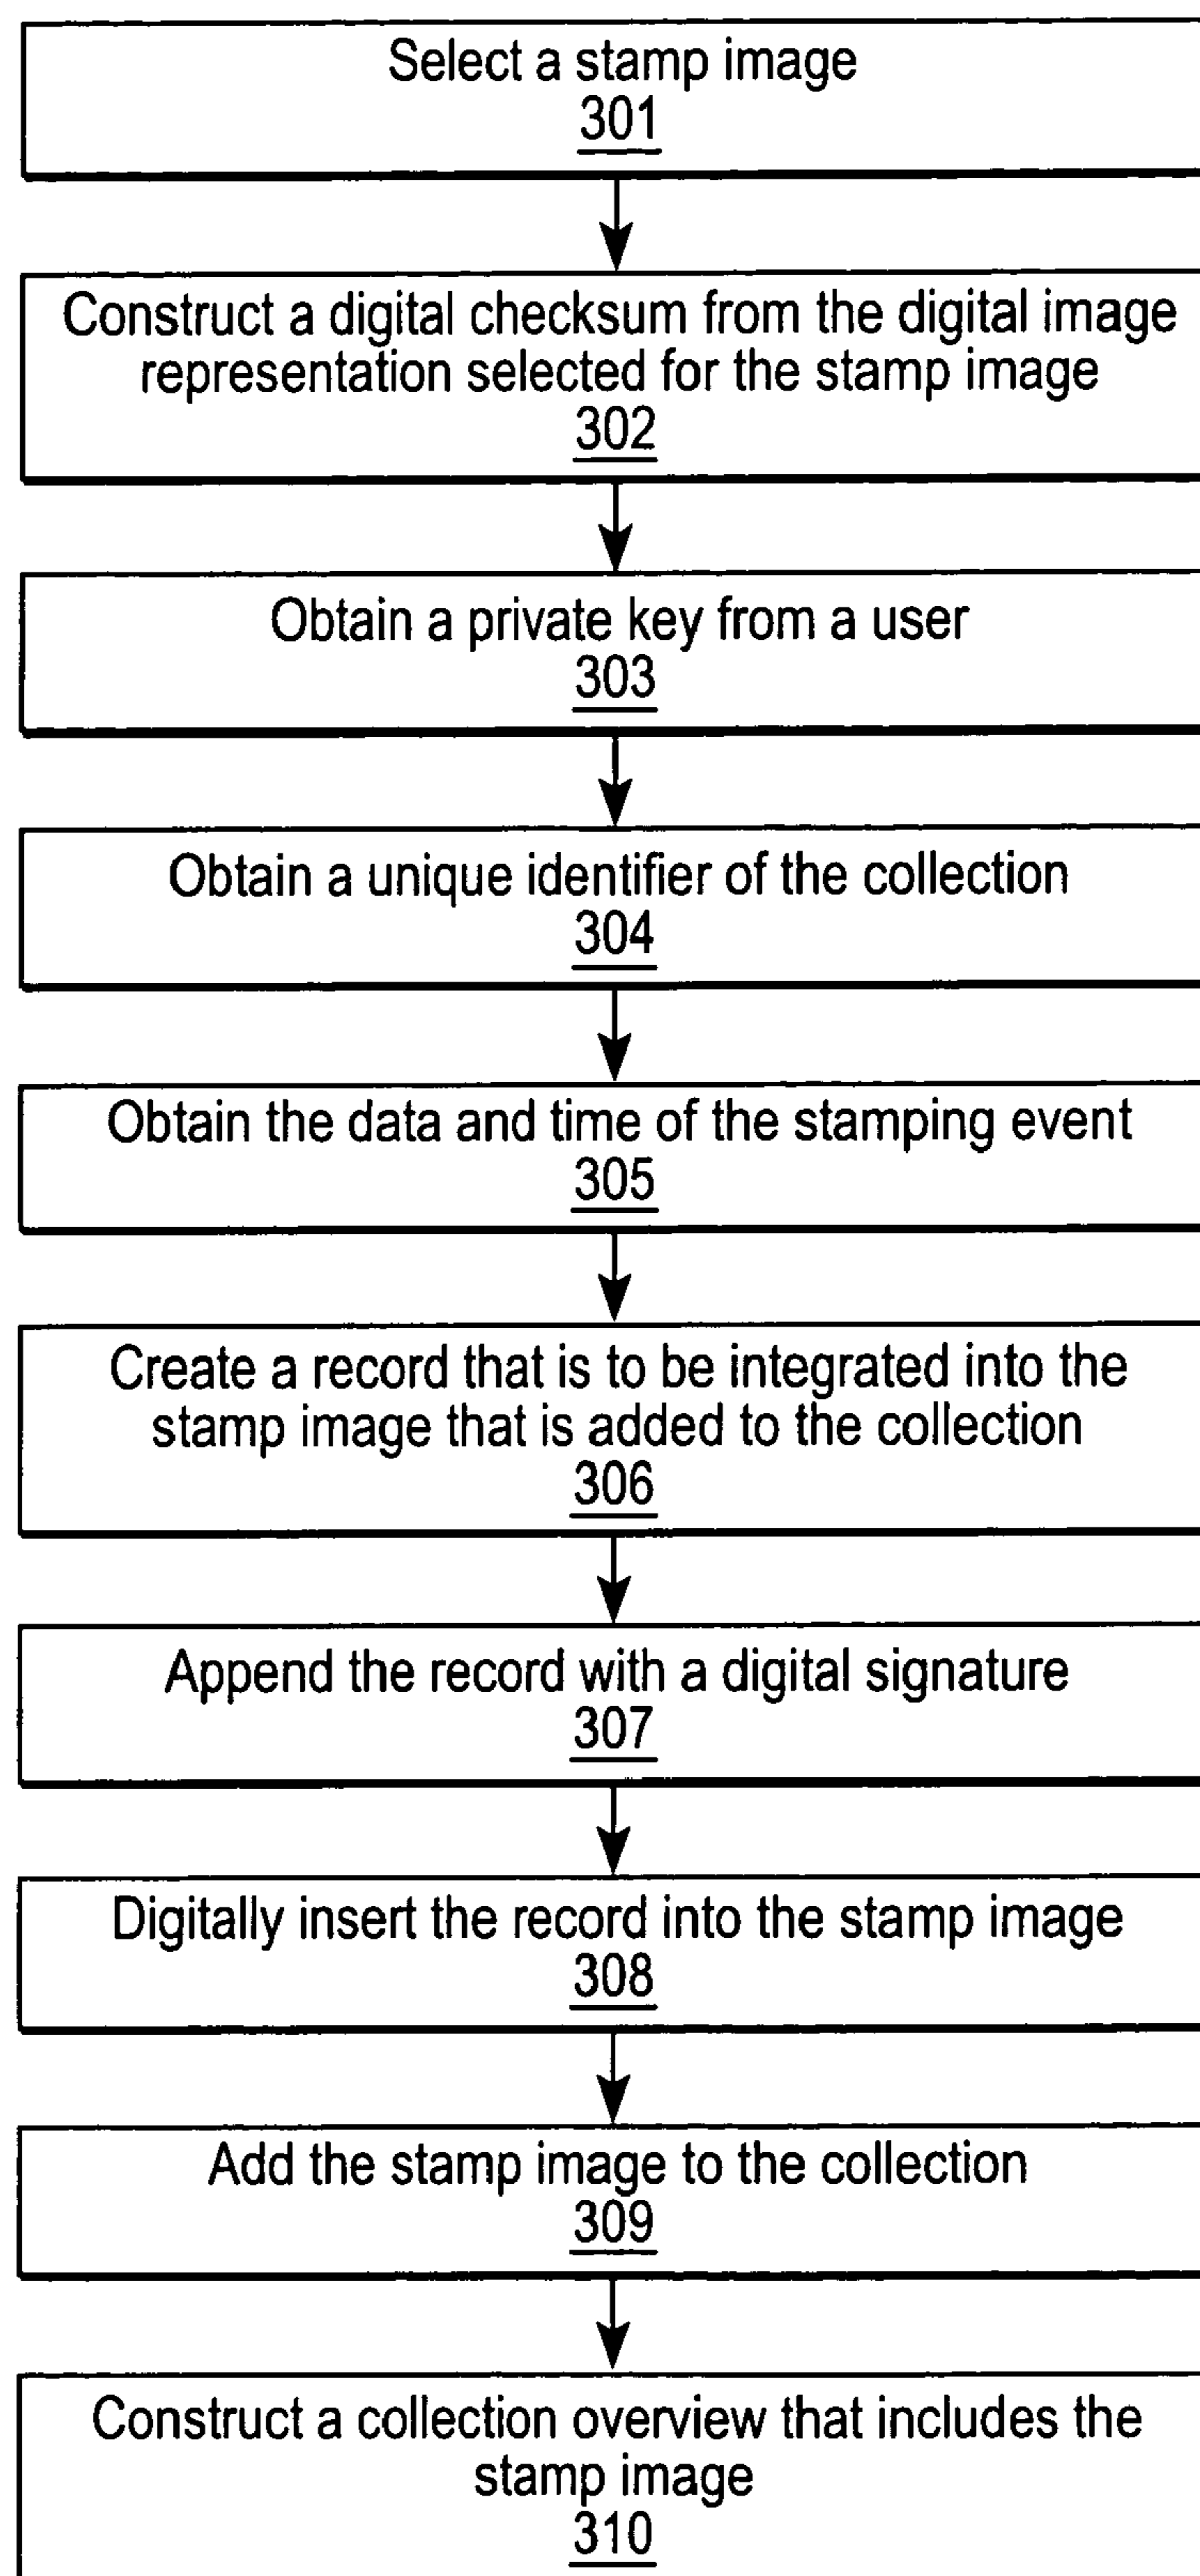 Select a stamp image
301
Construct a digital checksum from the digital image
representation selected for the stamp image
302
Obtain a private key from a user
303
Obtain a unique identifier of the collection
304
Obtain the data and time of the stamping event
305
Create a record that is to be integrated into the
stamp image that is added to the collection
306
Append the record with a digital signature
307
Digitally insert the record into the stamp image
308
Add the stamp image to the collection
309
Construct a collection overview that includes the
stamp image
310